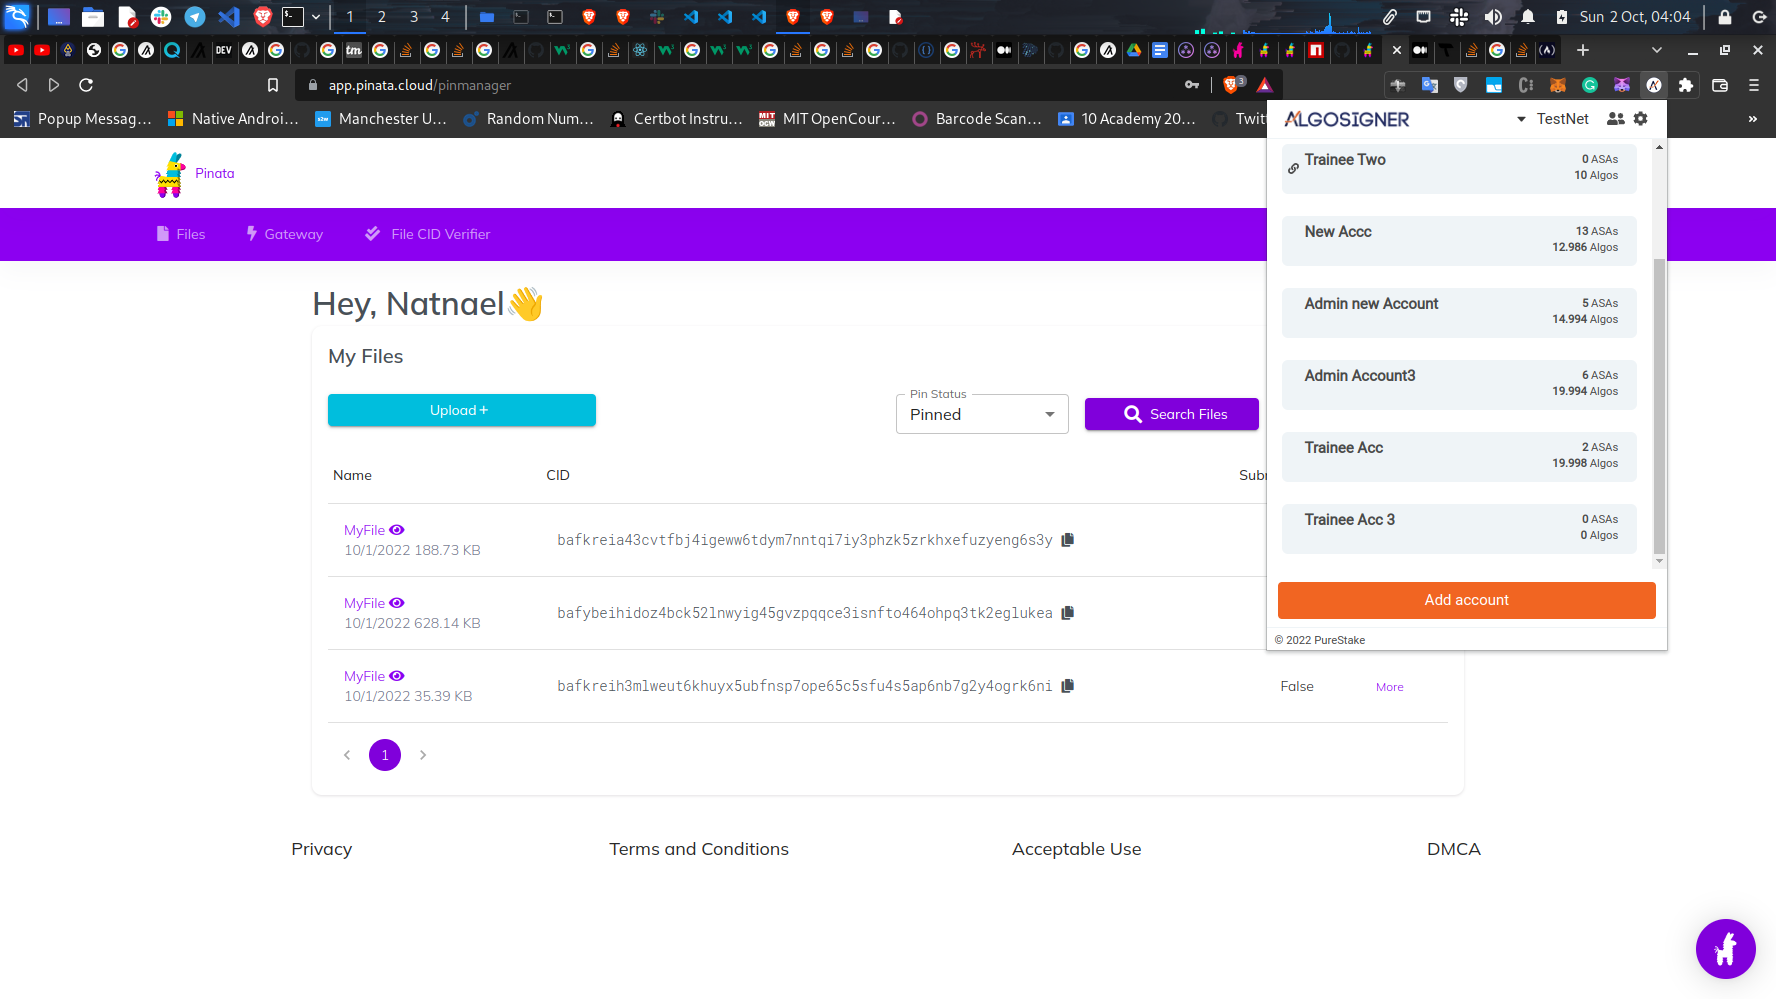 1 2 3 4
Sun 2 Oct, 04:04
DEV
tm
app.pinata.cloud/pinmanager
3
Popup Messag...
Native Androi...
Manchester U...
Random Num...
Certbot Instru...
MIT OpenCour...
Barcode Scan...
10 Academy 20...
Twitt
»
Pinata
Files
Gateway
File CID Verifier
Hey, Natnael👋
My Files
Upload+
Pin Status
Pinned
Search Files
Name
CID
Subm
MyFile
10/1/2022 188.73 KB
bafkreia43cvtfbj4igeww6tdym7nntqi7iy3phzk5zrkhxefuzyeng6s3y
MyFile
10/1/2022 628.14 KB
bafybeihidoz4bck52lnwyig45gvzpqqce3isnfto464ohpq3tk2eglukea
MyFile
10/1/2022 35.39 KB
bafkreih3mlweut6khuyx5ubfnsp7ope65c5sfu4s5ap6nb7g2y4ogrk6ni
False
More
1
Privacy
Terms and Conditions
Acceptable Use
DMCA
ALGOSIGNER
TestNet
Trainee Two
0 ASAs
10 Algos
New Accc
13 ASAs
12.986 Algos
Admin new Account
5 ASAs
14.994 Algos
Admin Account3
6 ASAs
19.994 Algos
Trainee Acc
2 ASAs
19.998 Algos
Trainee Acc 3
0 ASAs
0 Algos
Add account
© 2022 PureStake